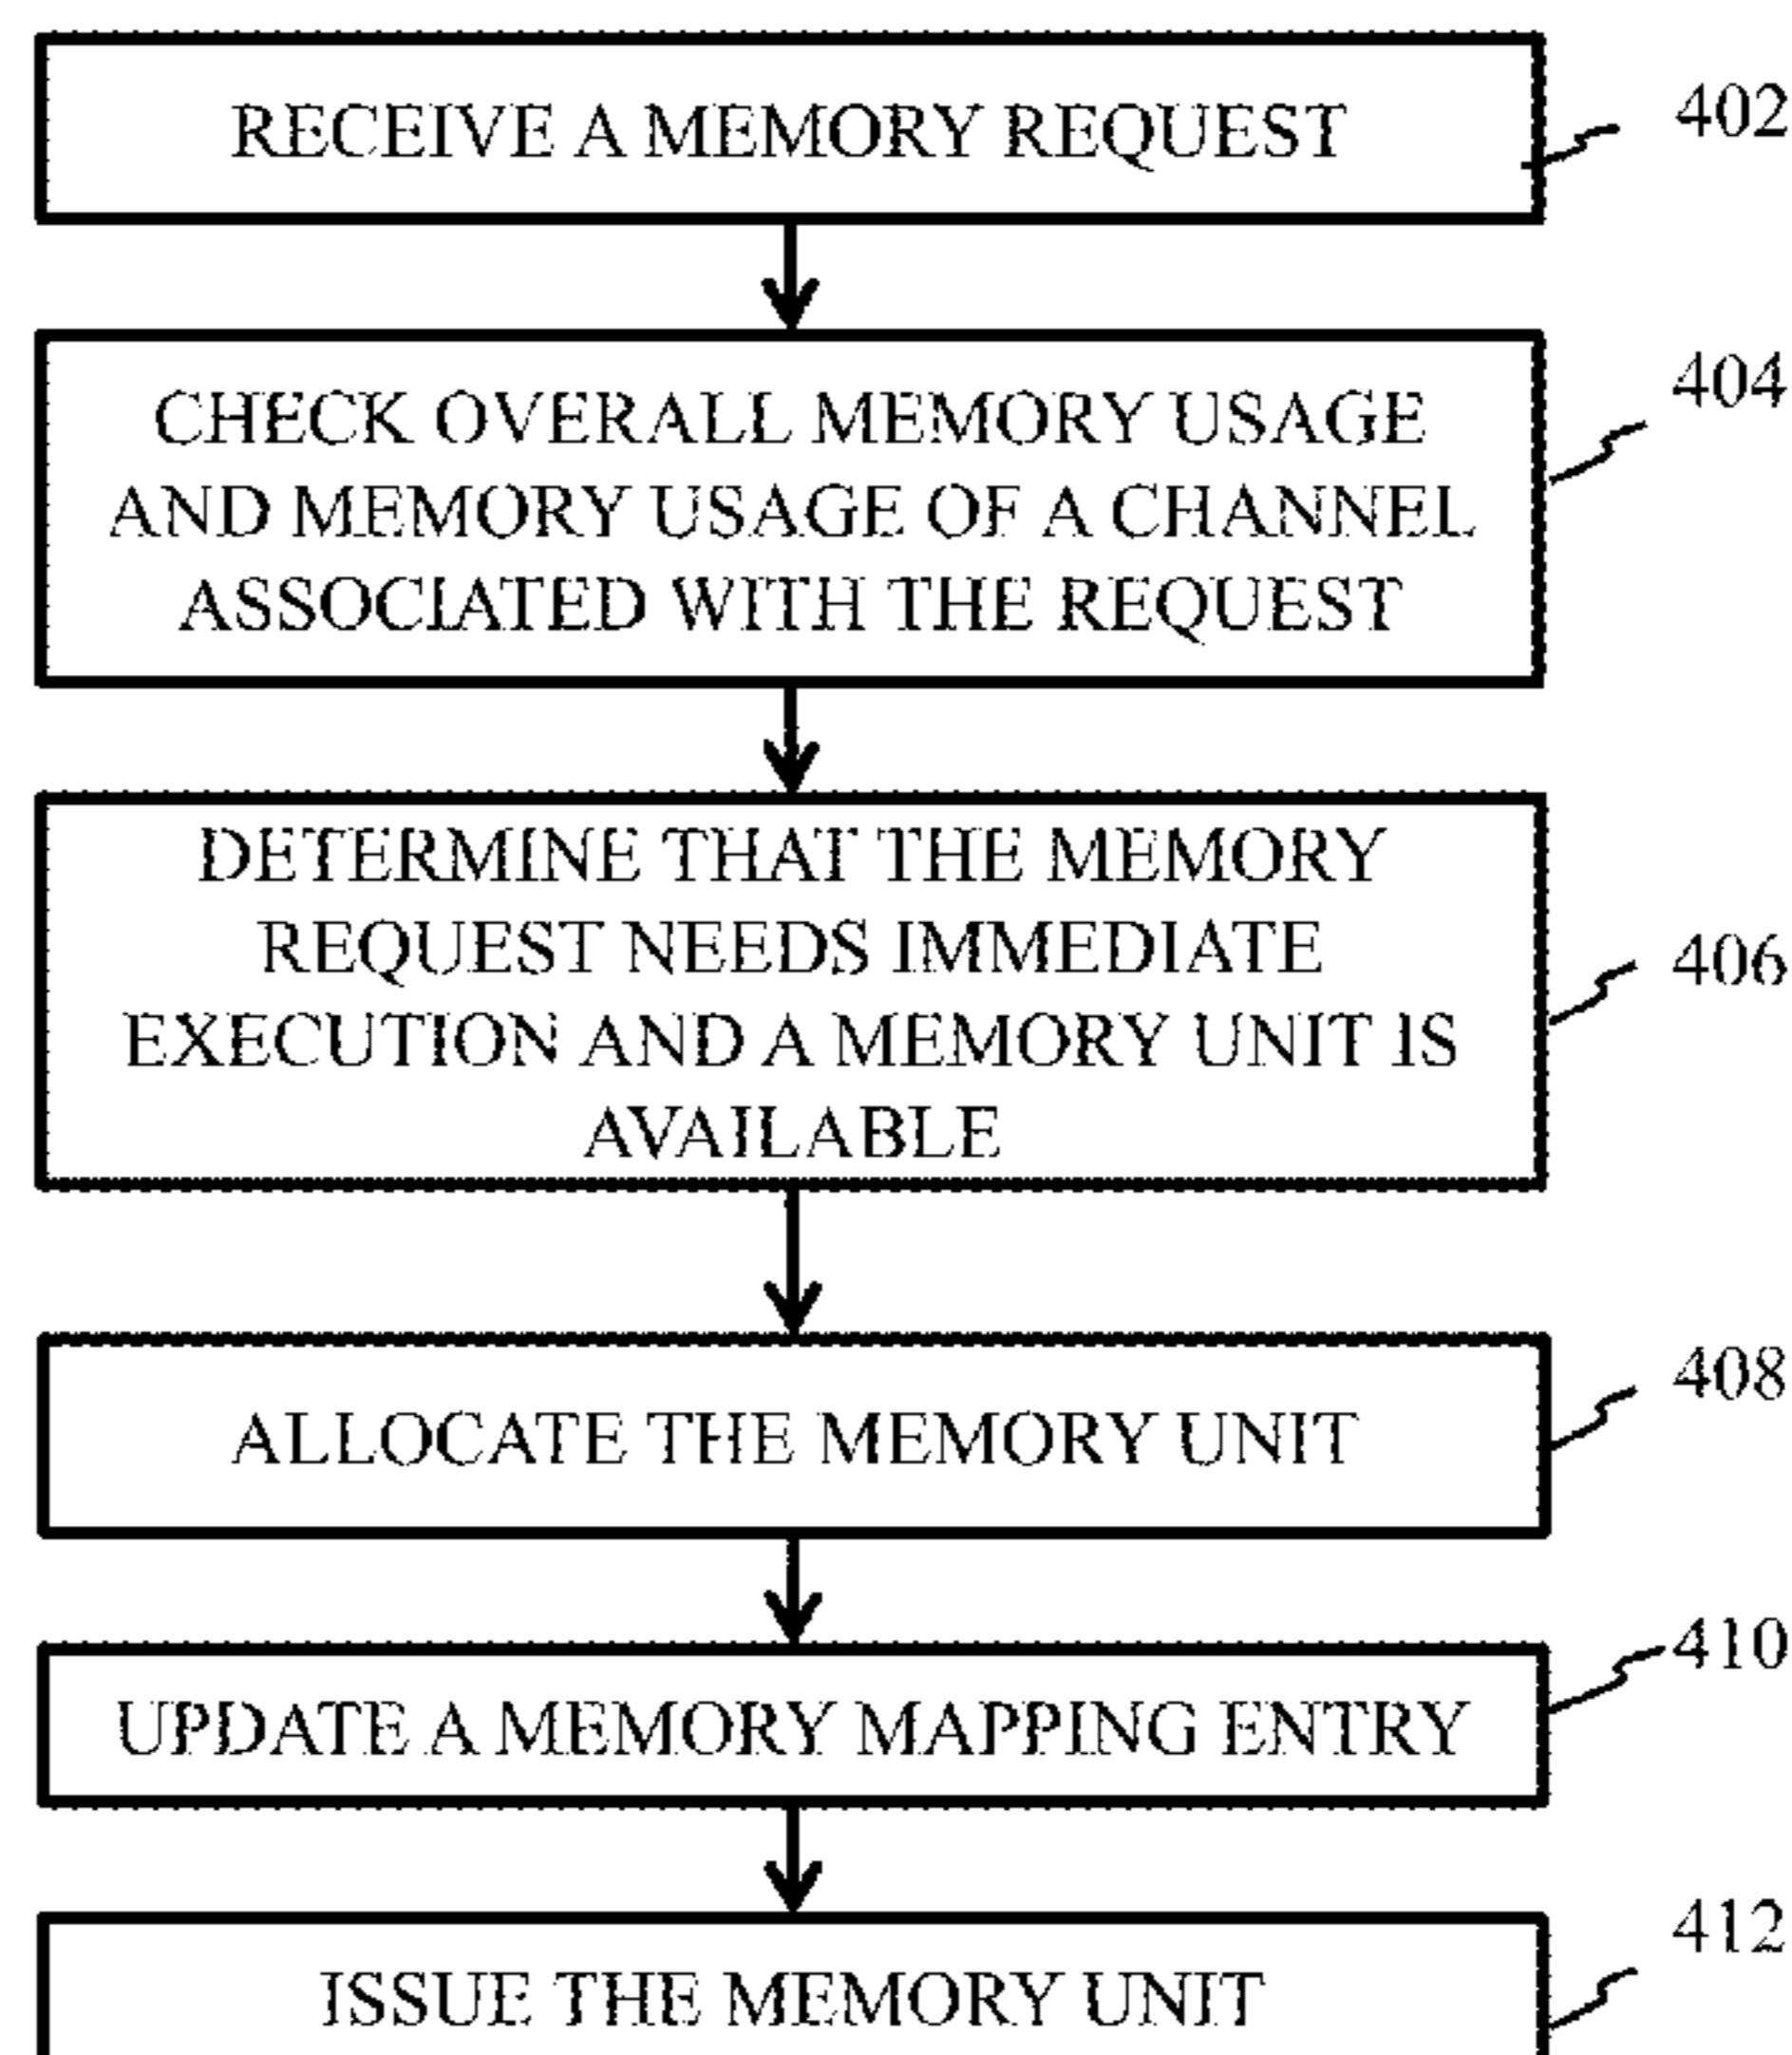 RECEIVE A MEMORY REQUEST
402
CHECK OVERALL MEMORY USAGE
AND MEMORY USAGE OF A CHANNEL
ASSOCIATED WITH THE REQUEST
404
DETERMINE THAT THE MEMORY
REQUEST NEEDS IMMEDIATE
EXECUTION AND A MEMORY UNIT IS
AVAILABLE
406
ALLOCATE THE MEMORY UNIT
408
UPDATE A MEMORY MAPPING ENTRY
410
ISSUE THE MEMORY UNIT
412